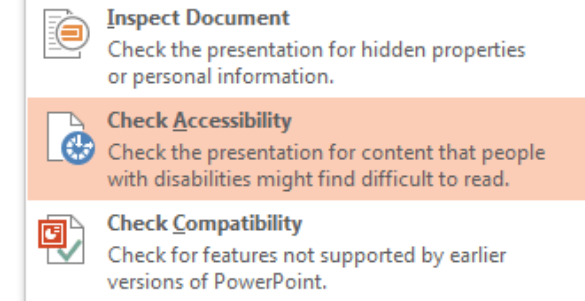 Inspect Document
Check the presentation for hidden properties
or personal information.
Check Accessibility
Check the presentation for content that people
with disabilities might find difficult to read.
Check Compatibility
Check for features not supported by earlier
versions of PowerPoint.